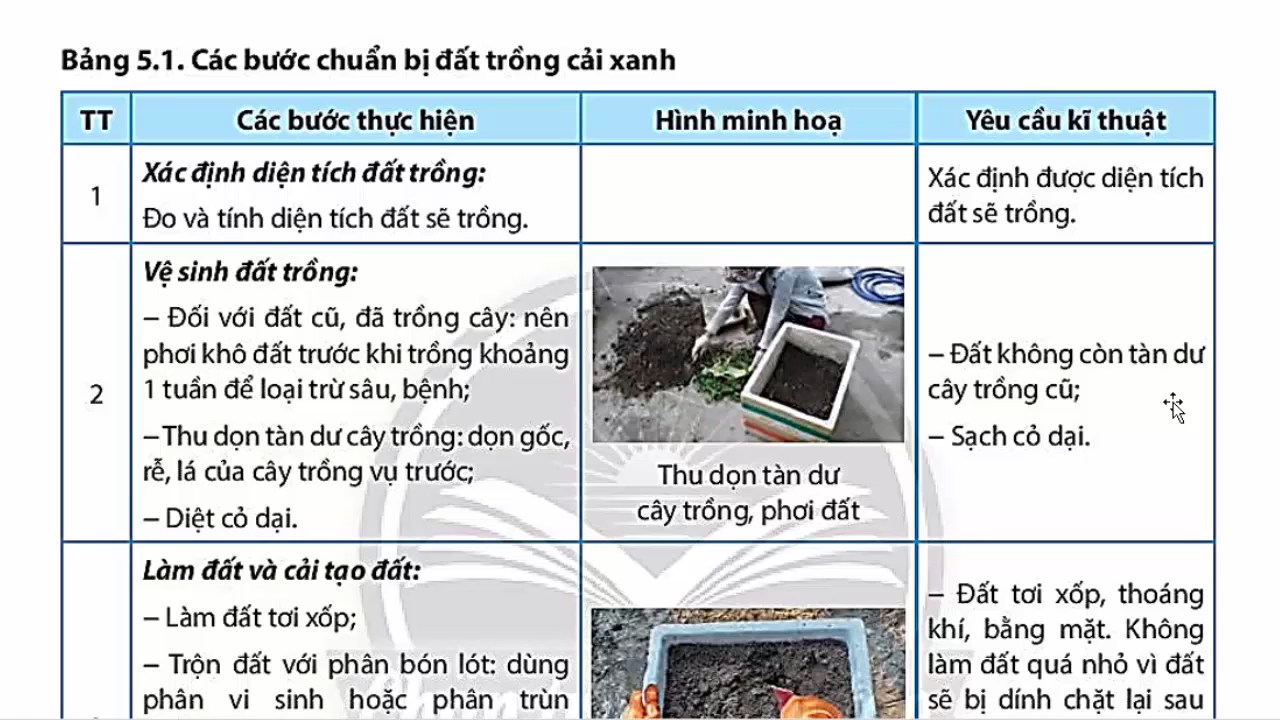 Bảng 5.1. Các bước chuẩn bị đất trồng cải xanh
TT
Các bước thực hiện
Hình minh hoạ
Yêu cầu kĩ thuật
1
Xác định diện tích đất trồng:
Đo và tính diện tích đất sẽ trồng.
Xác định được diện tích
đất sẽ trồng.
2
Vệ sinh đất trồng:
– Đối với đất cũ, đã trồng cây: nên
phơi khô đất trước khi trồng khoảng
1 tuần để loại trừ sâu, bệnh;
– Thu dọn tàn dư cây trồng: dọn gốc,
rễ, lá của cây trồng vụ trước;
– Diệt cỏ dại.
Thu dọn tàn dư
cây trồng, phơi đất
– Đất không còn tàn dư
cây trồng cũ;
– Sạch cỏ dại.
Làm đất và cải tạo đất:
– Làm đất tơi xốp;
– Trộn đất với phân bón lót: dùng
phân vi sinh hoặc phân trùn
– Đất tơi xốp, thoáng
khí, bằng mặt. Không
làm đất quá nhỏ vì đất
sẽ bị dính chặt lại sau